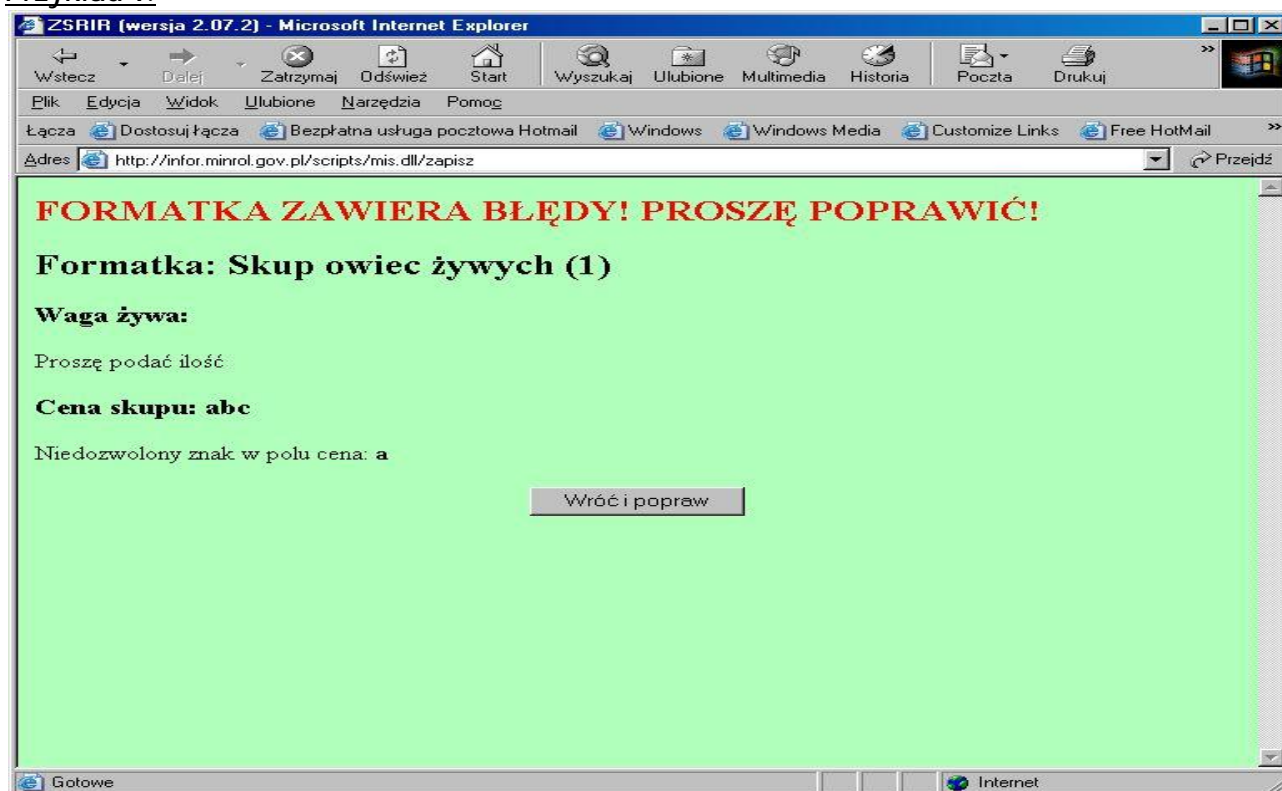 ZSRIR (wersja 2.07.2) - Microsoft Internet Explorer
Wstecz Dalej Zatrzymaj Odśwież Start Wyszukaj Ulubione Multimedia Historia Poczta Drukuj »
Plik Edycja Widok Ulubione Narzędzia Pomoc
Łącza Dostosuj łącza Bezpłatna usługa pocztowa Hotmail Windows Windows Media Customize Links Free HotMail »
Adres http://infor.minrol.gov.pl/scripts/mis.dll/zapisz Przejdź
FORMATKA ZAWIERA BŁĘDY! PROSZĘ POPRAWIĆ!
Formatka: Skup owiec żywych (1)
Waga żywa:
Proszę podać ilość
Cena skupu: abc
Niedozwolony znak w polu cena: a
Wróć i popraw
Gotowe Internet